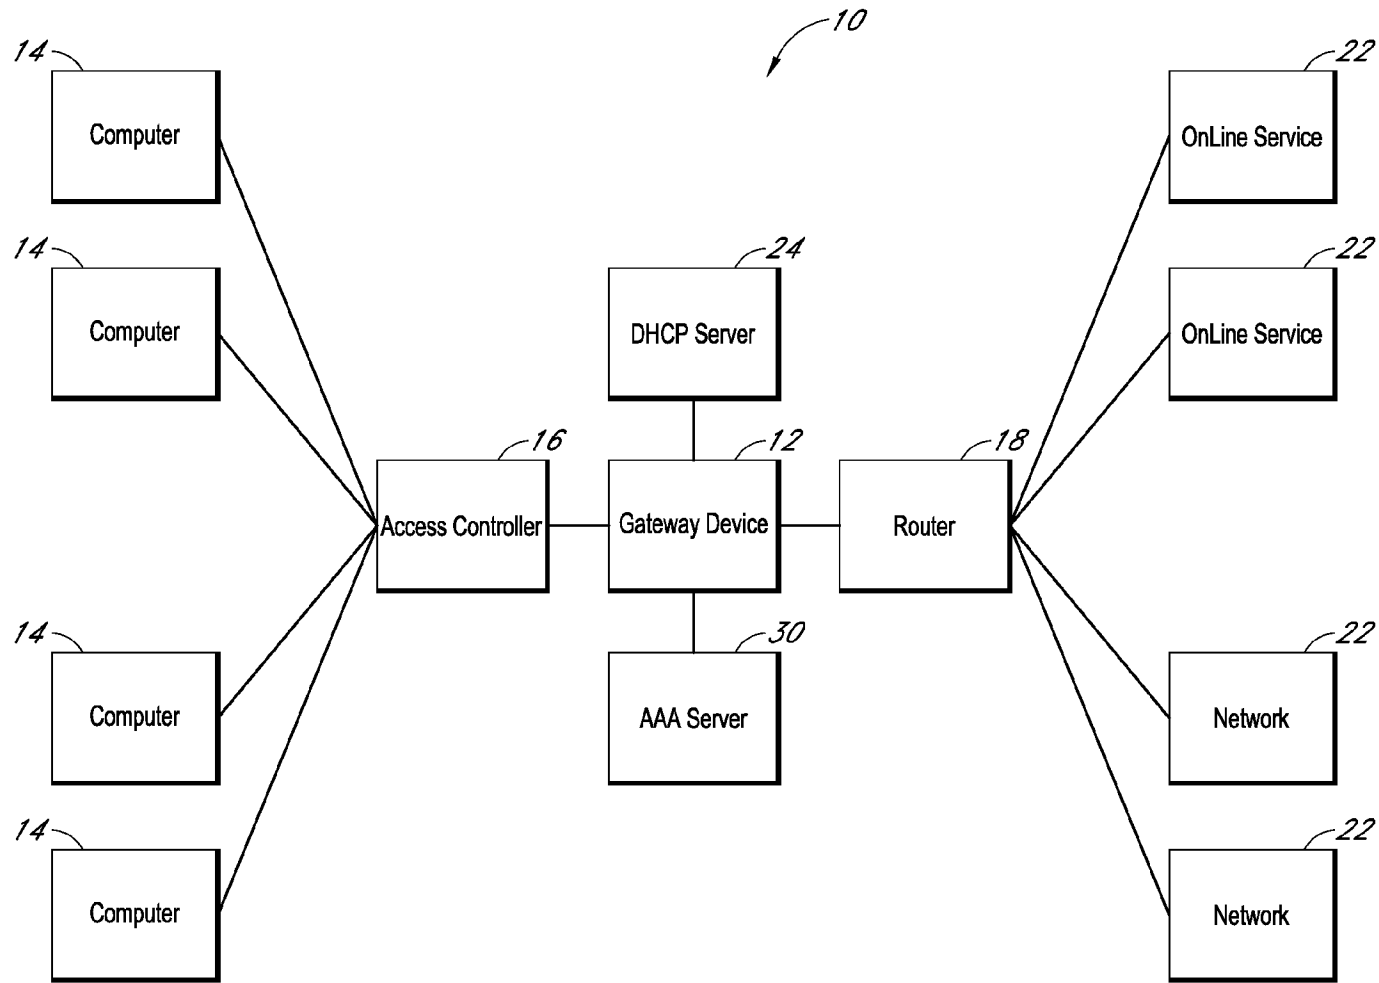 10
14
Computer
22
OnLine Service
14
Computer
24
DHCP Server
22
OnLine Service
16
Access Controller
12
Gateway Device
18
Router
14
Computer
30
AAA Server
22
Network
14
Computer
22
Network